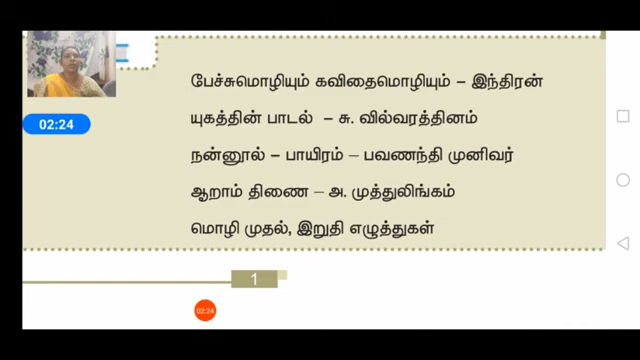 பேச்சுமொழியும் கவிதைமொழியும் – இந்திரன்
02:24
யுகத்தின் பாடல் – சு. வில்வரத்தினம்
நன்னூல் – பாயிரம் – பவணந்தி முனிவர்
ஆறாம் திணை – அ. முத்துலிங்கம்
மொழி முதல், இறுதி எழுத்துகள்
1
02:24